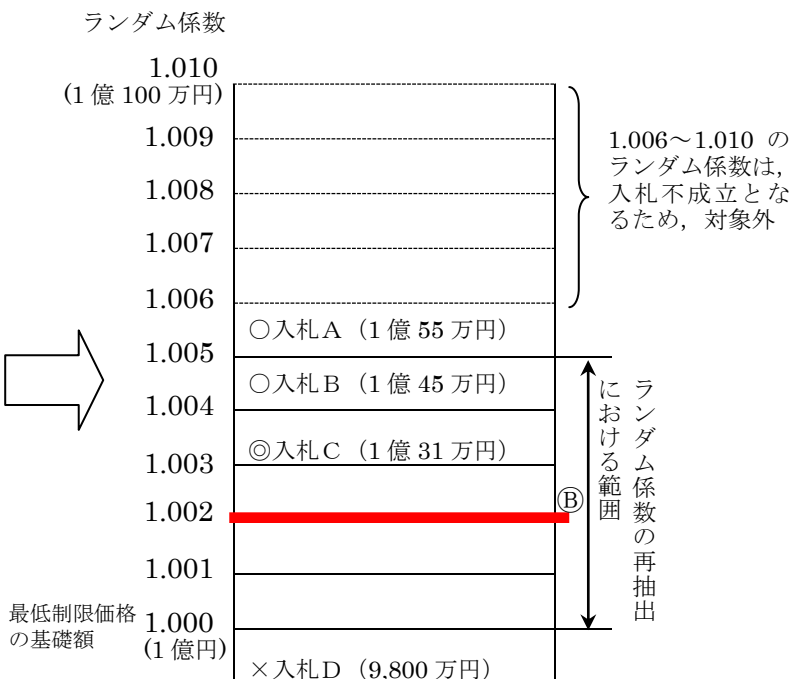 ランダム係数
1.010
(1 億 100 万円)
1.009
1.008
1.007
1.006
1.005
1.004
1.003
1.002
1.001
1.000
(1 億円)
最低制限価格
の基礎額
○入札A（1 億 55 万円）
○入札B（1 億 45 万円）
◎入札C（1 億 31 万円）
×入札D（9,800 万円）
1.006～1.010 の
ランダム係数は，
入札不成立とな
るため，対象外
Ⓑ
ランダム係数の再抽出
における範囲